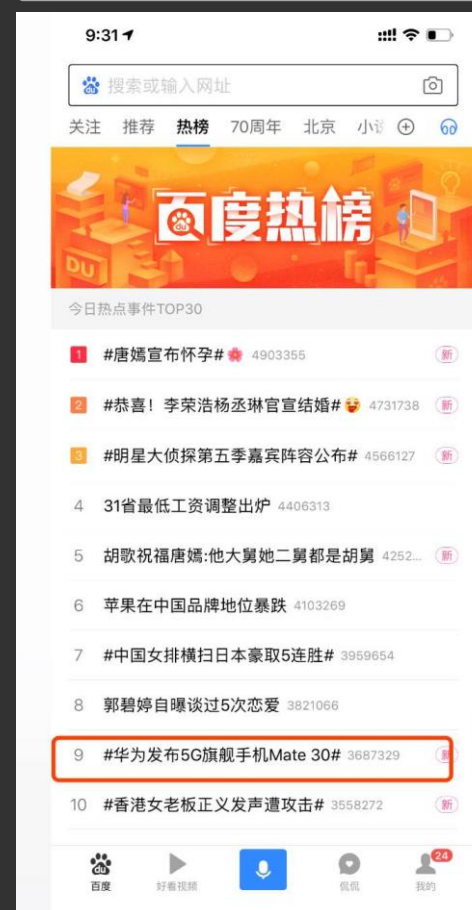 9:31
搜索或输入网址
关注 推荐 热榜 70周年 北京 小说
百度热榜
DU
今日热点事件TOP30
1 #唐嫣宣布怀孕# 4903355 新
2 #恭喜！李荣浩杨丞琳官宣结婚# 4731738 新
3 #明星大侦探第五季嘉宾阵容公布# 4566127 新
4 31省最低工资调整出炉 4406313
5 胡歌祝福唐嫣:他大舅她二舅都是胡舅 4252... 新
6 苹果在中国品牌地位暴跌 4103269
7 #中国女排横扫日本豪取5连胜# 3959654
8 郭碧婷自曝谈过5次恋爱 3821066
9 #华为发布5G旗舰手机Mate 30# 3687329 新
10 #香港女老板正义发声遭攻击# 3558272 新
24
百度 好看视频 侃侃 我的